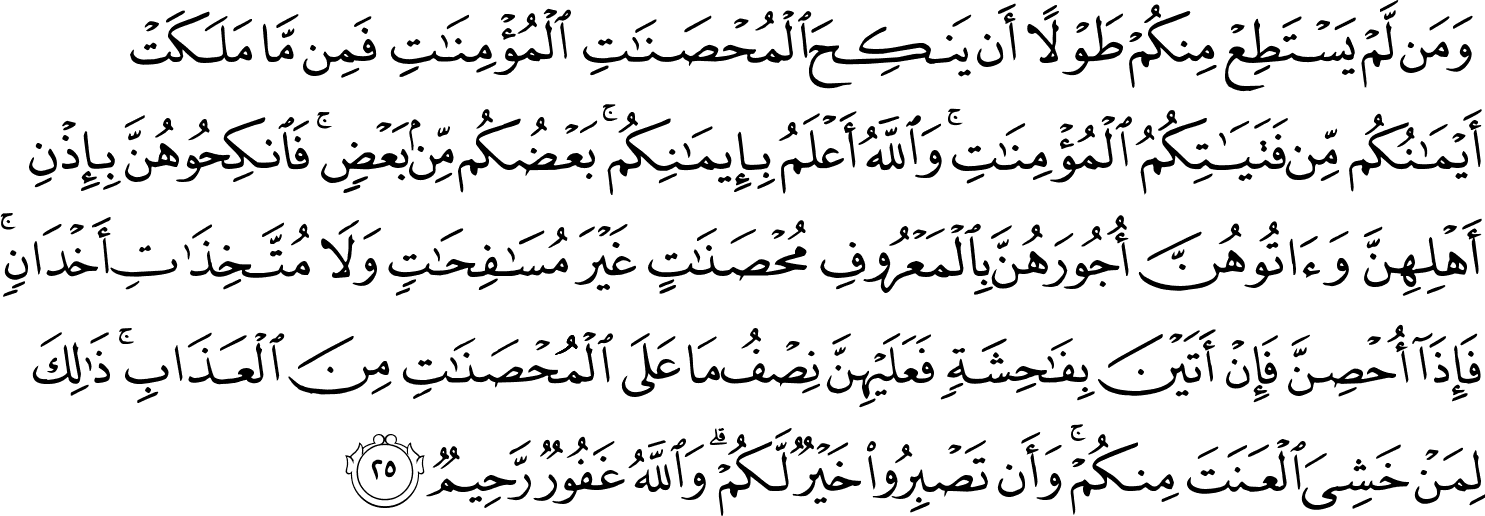 وَمَن لَّمْ يَسْتَطِعْ مِنكُمْ طَوْلًا أَن يَنكِحَ ٱلْمُحْصَنَـٰتِ ٱلْمُؤْمِنَـٰتِ فَمِن مَّا مَلَكَتْ
أَيْمَـٰنُكُم مِّن فَتَيَـٰتِكُمُ ٱلْمُؤْمِنَـٰتِ ۚ وَٱللَّهُ أَعْلَمُ بِإِيمَـٰنِكُم ۚ بَعْضُكُم مِّنۢ بَعْضٍ ۚ فَٱنكِحُوهُنَّ بِإِذْنِ
أَهْلِهِنَّ وَءَاتُوهُنَّ أُجُورَهُنَّ بِٱلْمَعْرُوفِ مُحْصَنَـٰتٍ غَيْرَ مُسَـٰفِحَـٰتٍ وَلَا مُتَّخِذَٰتِ أَخْدَانٍ ۚ
فَإِذَآ أُحْصِنَّ فَإِنْ أَتَيْنَ بِفَـٰحِشَةٍ فَعَلَيْهِنَّ نِصْفُ مَا عَلَى ٱلْمُحْصَنَـٰتِ مِنَ ٱلْعَذَابِ ۚ ذَٰلِكَ
لِمَنْ خَشِىَ ٱلْعَنَتَ مِنكُمْ ۚ وَأَن تَصْبِرُوا۟ خَيْرٌ لَّكُمْ ۗ وَٱللَّهُ غَفُورٌ رَّحِيمٌ ٢٥